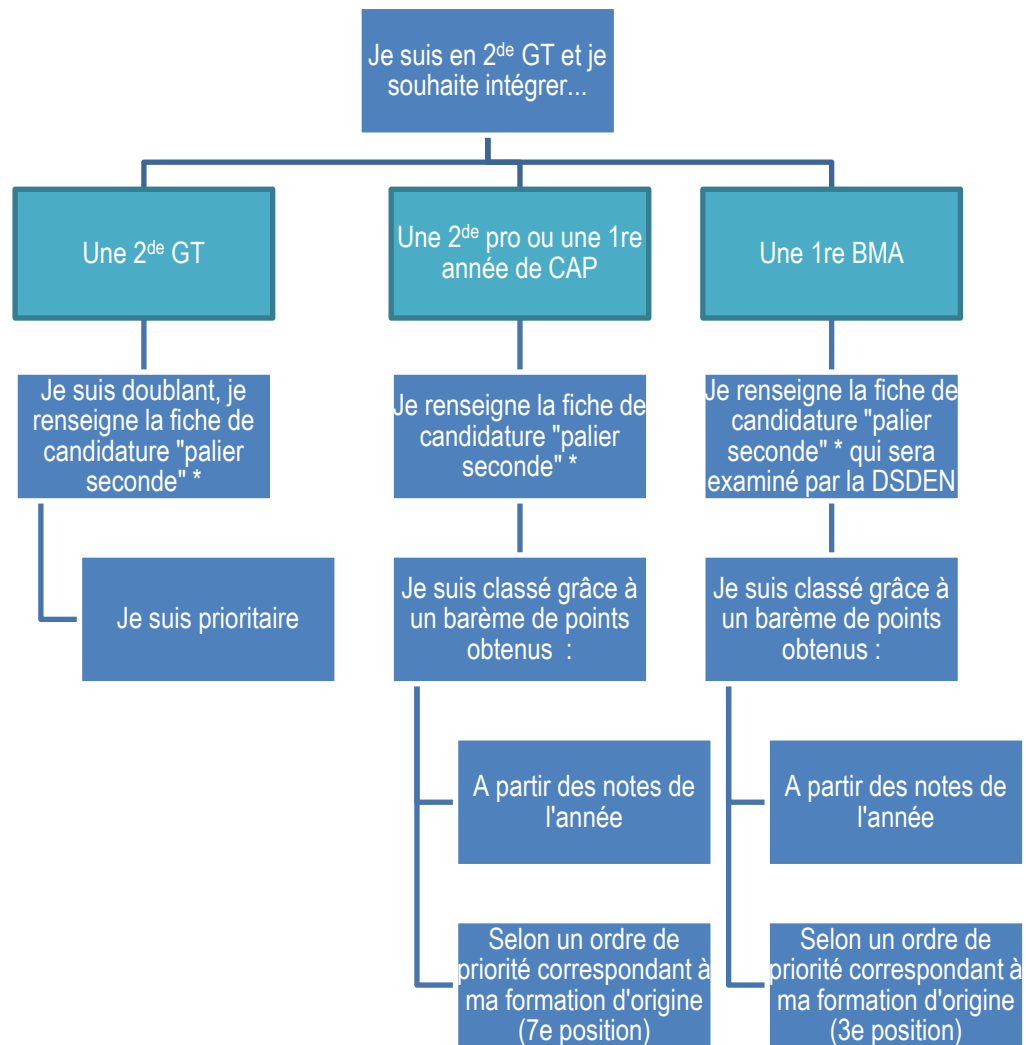 Je suis en 2de GT et je
souhaite intégrer...
Une 2de GT
Une 2de pro ou une 1re
année de CAP
Une 1re BMA
Je suis doublant, je
renseigne la fiche de
candidature "palier
seconde" *
Je renseigne la fiche de
candidature "palier
seconde" *
Je renseigne la fiche de
candidature "palier
seconde" * qui sera
examiné par la DSDEN
Je suis prioritaire
Je suis classé grâce à
un barème de points
obtenus :
Je suis classé grâce à
un barème de points
obtenus :
A partir des notes de
l'année
A partir des notes de
l'année
Selon un ordre de
priorité correspondant à
ma formation d'origine
(7e position)
Selon un ordre de
priorité correspondant à
ma formation d'origine
(3e position)